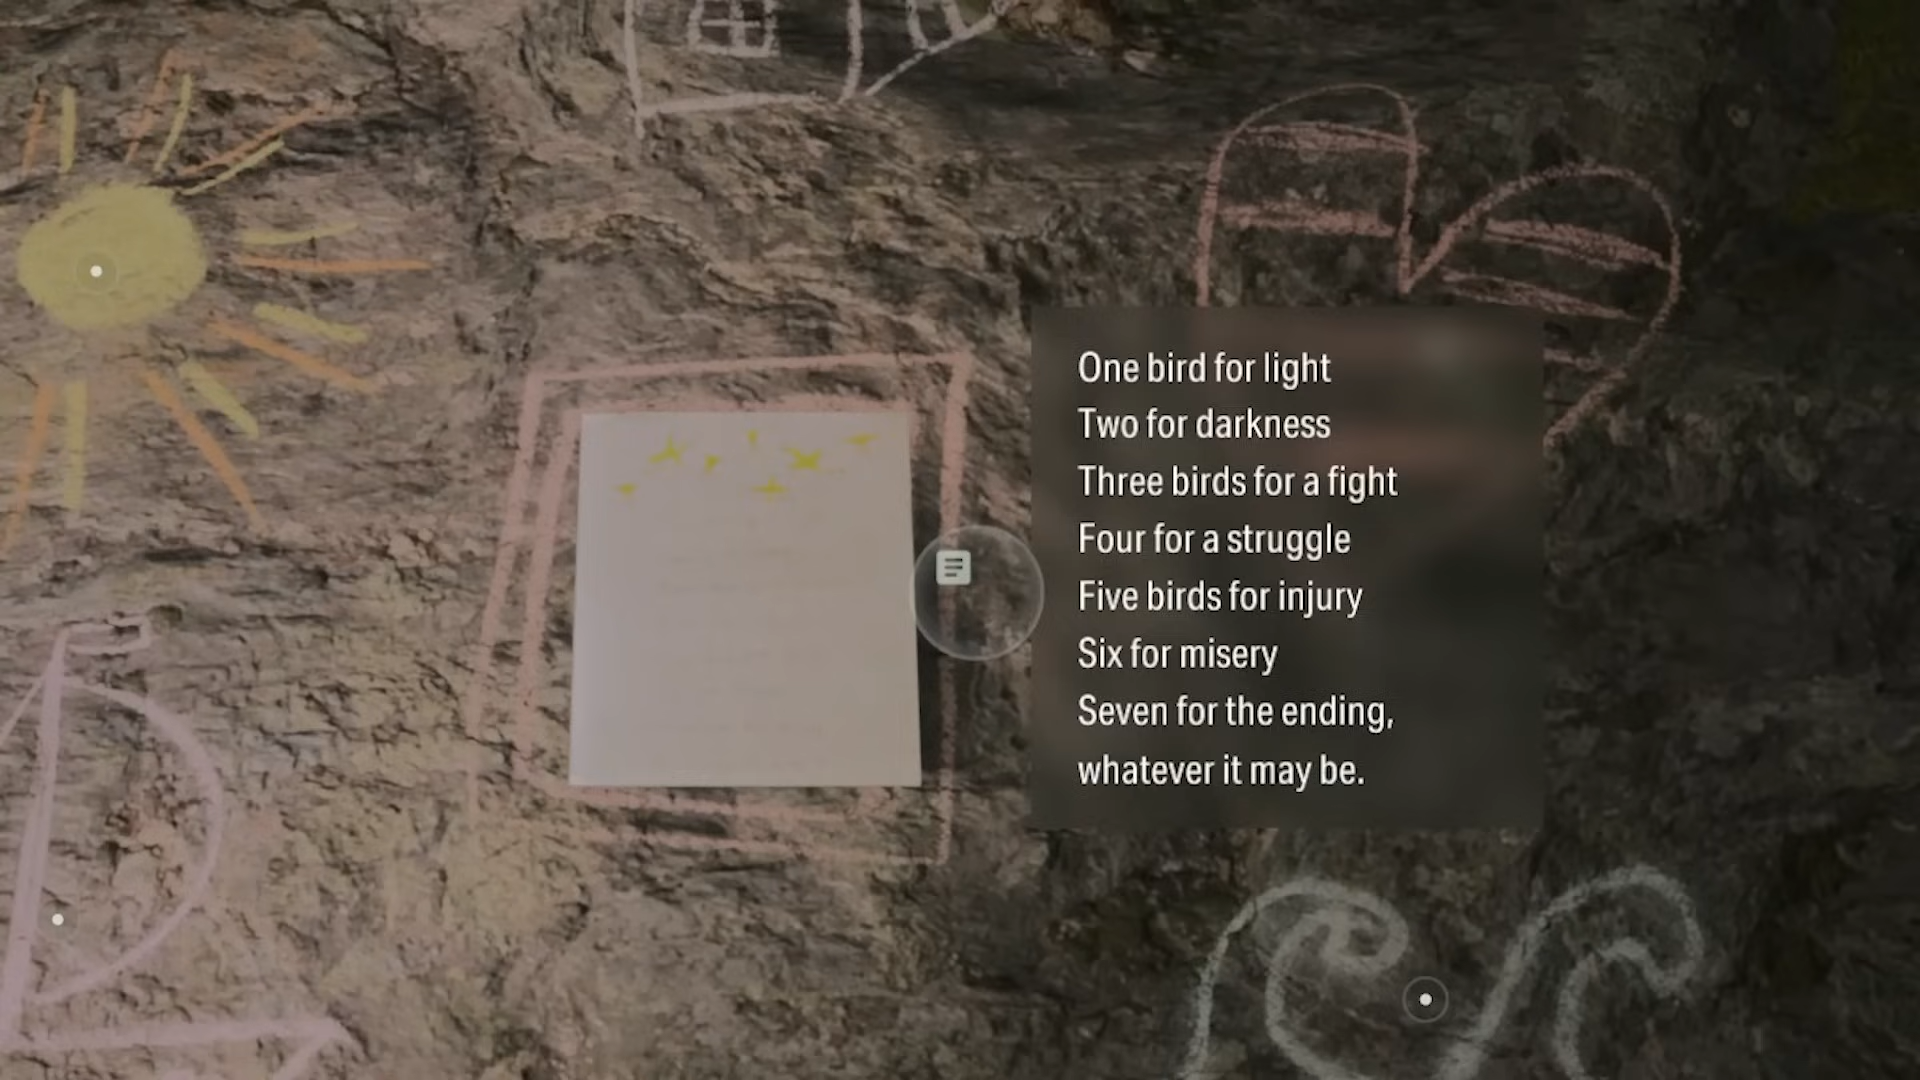 One bird for light
Two for darkness
Three birds for a fight
Four for a struggle
Five birds for injury
Six for misery
Seven for the ending,
whatever it may be.